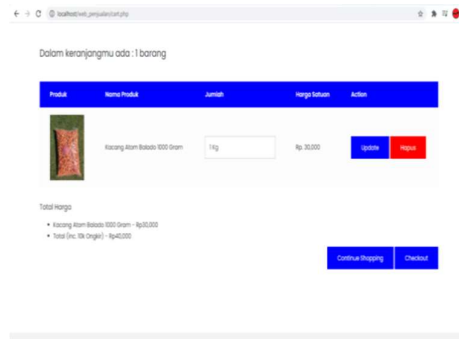 localhost/web_penjualan/cart.php
Dalam keranjangmu ada : 1 barang
Produk Nama Produk Jumlah Harga Satuan Action
Kacang Atom Balado 1000 Gram 1 Kg Rp. 30,000 Update Hapus
Total Harga
Kacang Atom Balado 1000 Gram - Rp30,000
Total (inc. 10k Ongkir) - Rp40,000
Continue Shopping Checkout